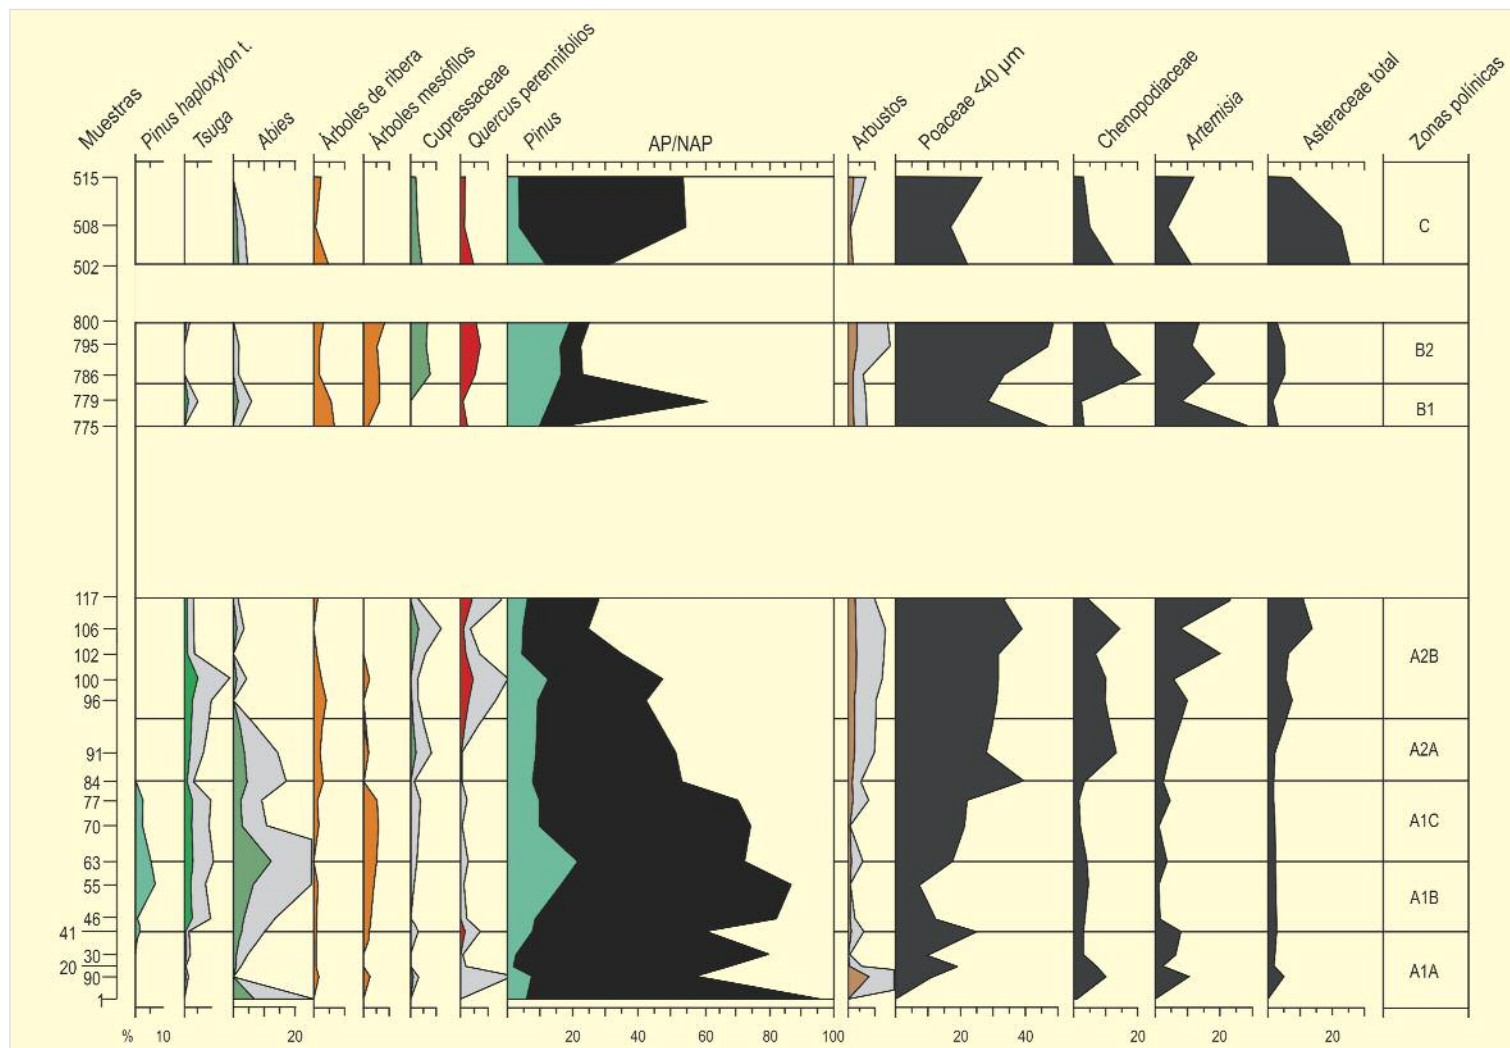 Muestras
Pinus haploxylon t.
Tsuga
Abies
Árboles de ribera
Árboles mesófilos
Cupressaceae
Quercus perennifolios
Pinus
AP/NAP
Arbustos
Poaceae <40 µm
Chenopodiaceae
Artemisia
Asteraceae total
Zonas polínicas
515
508
C
502
800
795
B2
786
779
B1
775
117
106
102
A2B
100
96
91
A2A
84
77
70
A1C
63
55
A1B
46
41
30
20
90
A1A
1
% 10 20 20 40 60 80 100 20 40 20 20 20